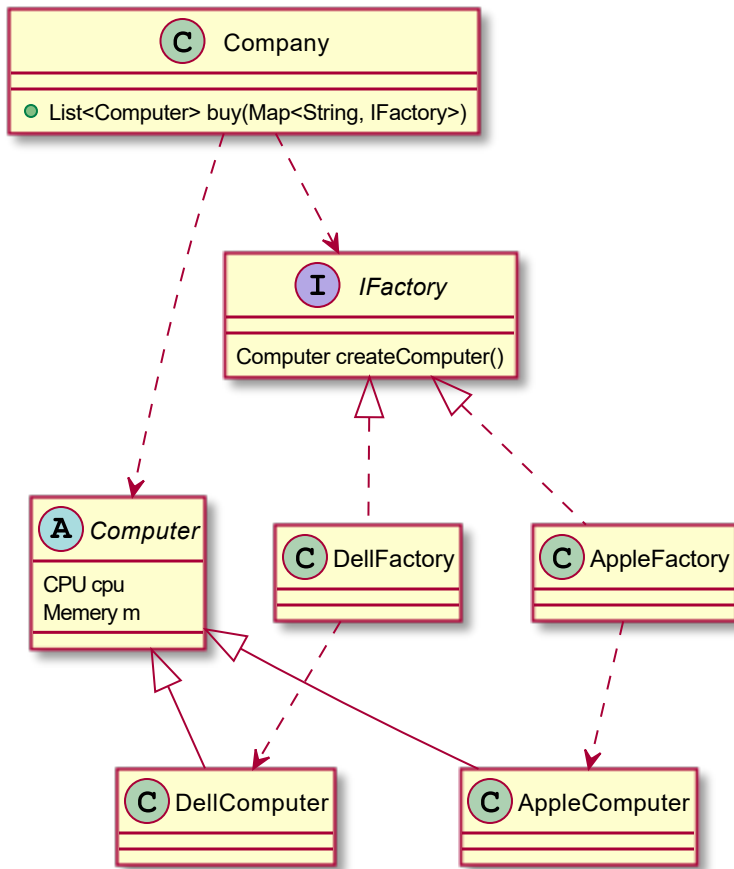 C Company
List<Computer> buy(Map<String, IFactory>)
I IFactory
Computer createComputer()
A Computer
CPU cpu
Memery m
C DellFactory
C AppleFactory
C DellComputer
C AppleComputer